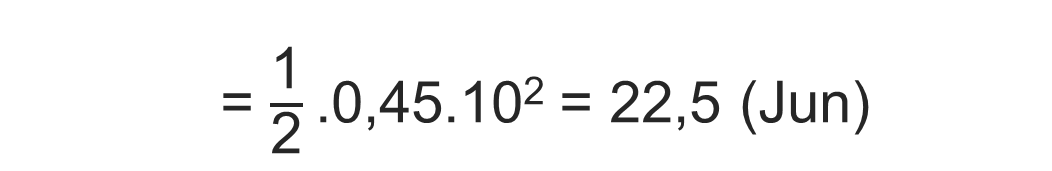 = 1/2 .0,45.10² = 22,5 (Jun)